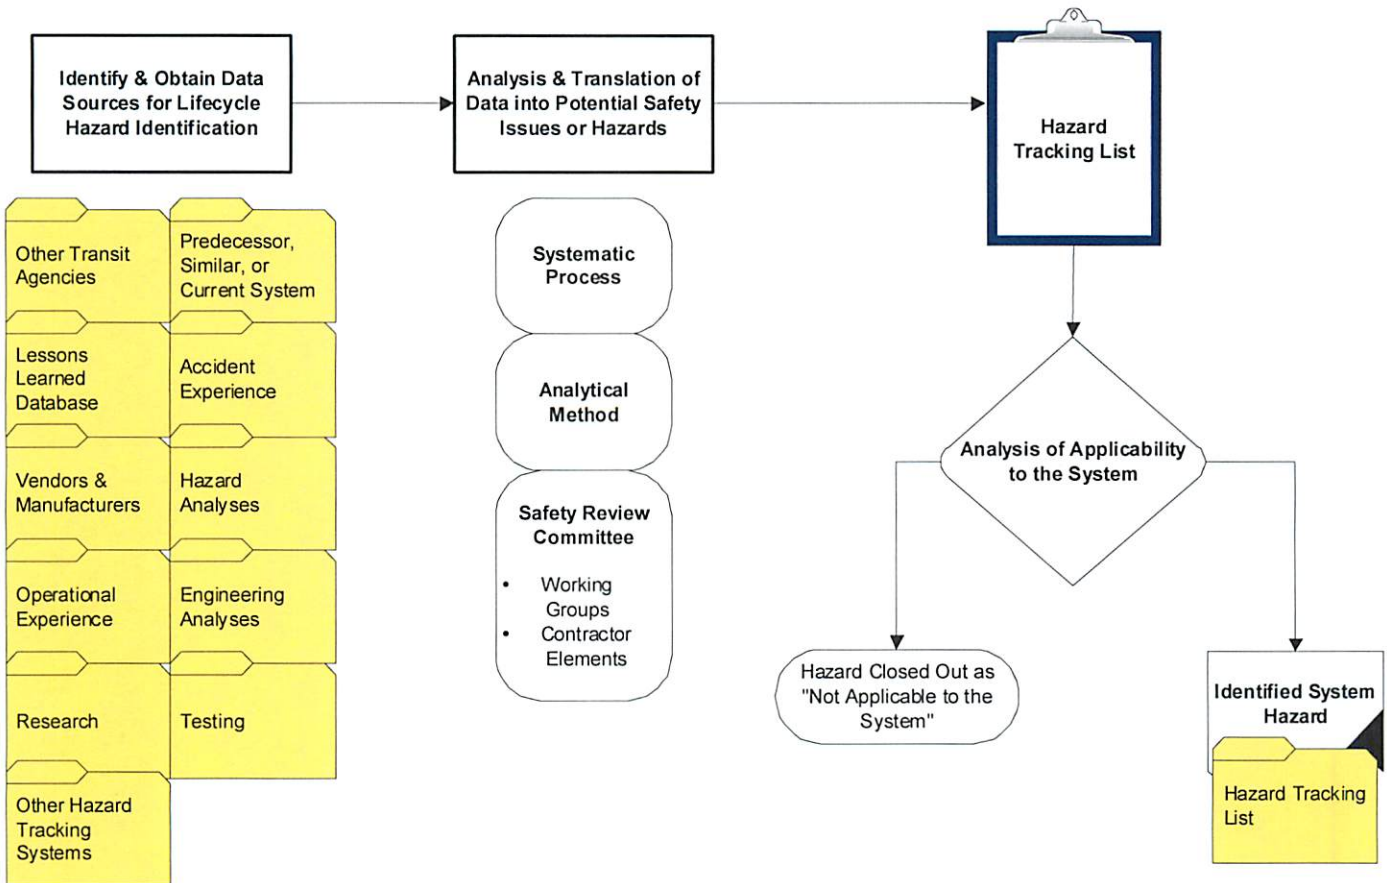 Identify & Obtain Data
Sources for Lifecycle
Hazard Identification
Analysis & Translation of
Data into Potential Safety
Issues or Hazards
Hazard
Tracking List
Other Transit
Agencies
Predecessor,
Similar, or
Current System
Lessons
Learned
Database
Accident
Experience
Vendors &
Manufacturers
Hazard
Analyses
Operational
Experience
Engineering
Analyses
Research
Testing
Other Hazard
Tracking
Systems
Systematic
Process
Analytical
Method
Safety Review
Committee
• Working
Groups
• Contractor
Elements
Analysis of Applicability
to the System
Hazard Closed Out as
"Not Applicable to the
System"
Identified System
Hazard
Hazard Tracking
List